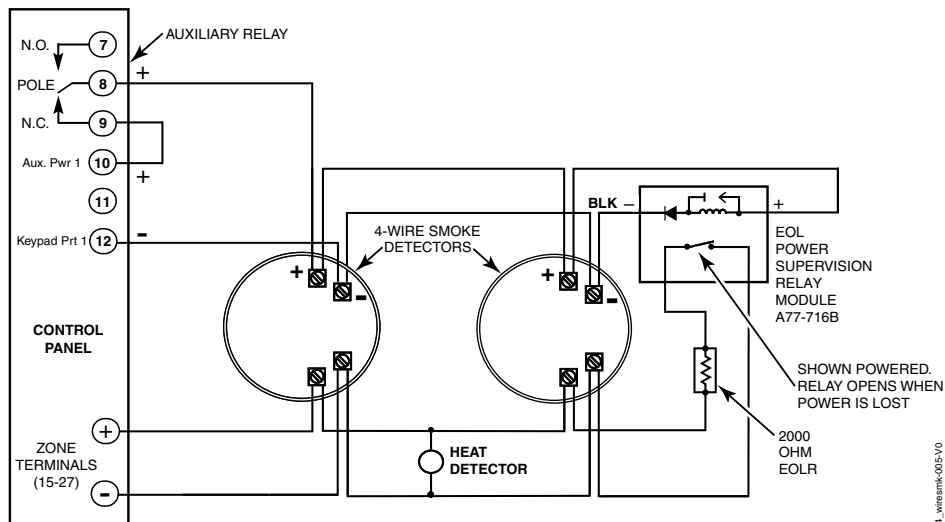 AUXILIARY RELAY
N.O.
7
+
POLE
8
N.C.
9
Aux. Pwr 1
10
+
11
Keypad Prt 1
12
-
CONTROL
PANEL
+
ZONE
TERMINALS
(15-27)
-
4-WIRE SMOKE
DETECTORS
+
-
+
-
HEAT
DETECTOR
BLK
–
+
EOL
POWER
SUPERVISION
RELAY
MODULE
A77-716B
SHOWN POWERED.
RELAY OPENS WHEN
POWER IS LOST
2000
OHM
EOLR
4_wiresmk-005-V0